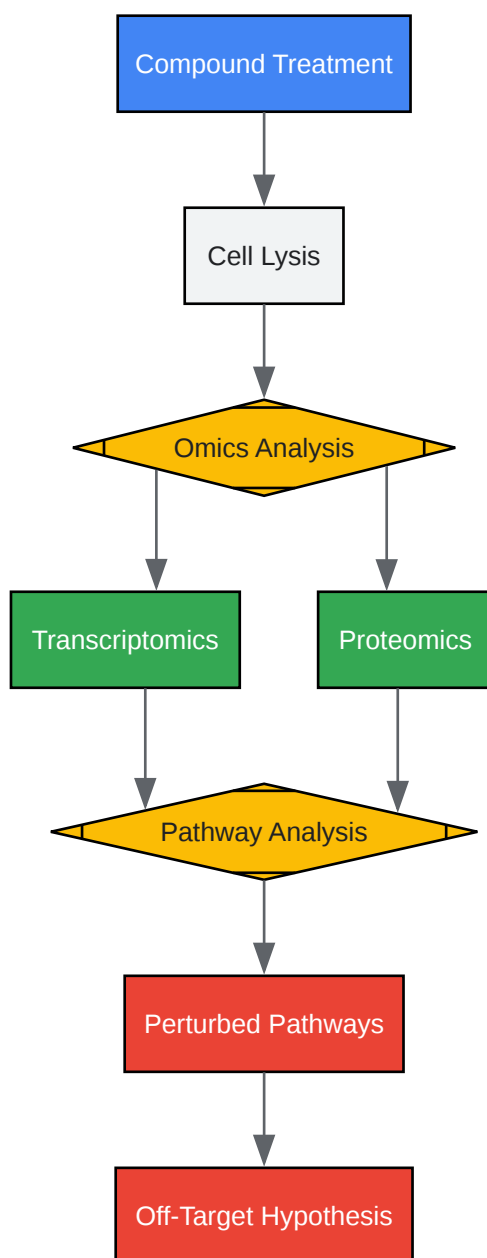 Compound Treatment
Cell Lysis
Omics Analysis
Transcriptomics
Proteomics
Pathway Analysis
Perturbed Pathways
Off-Target Hypothesis